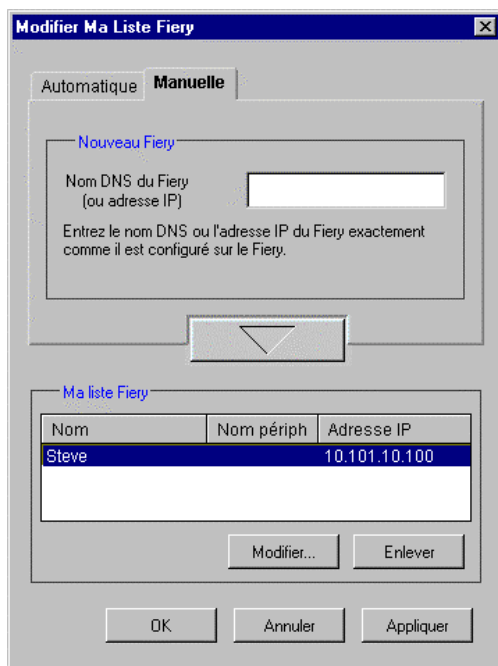 Modifier Ma Liste Fiery
Automatique Manuelle
Nouveau Fiery
Nom DNS du Fiery
(ou adresse IP)
Entrez le nom DNS ou l'adresse IP du Fiery exactement
comme il est configuré sur le Fiery.
Ma liste Fiery
Nom Nom périph Adresse IP
Steve 10.101.10.100
Modifier... Enlever
OK Annuler Appliquer